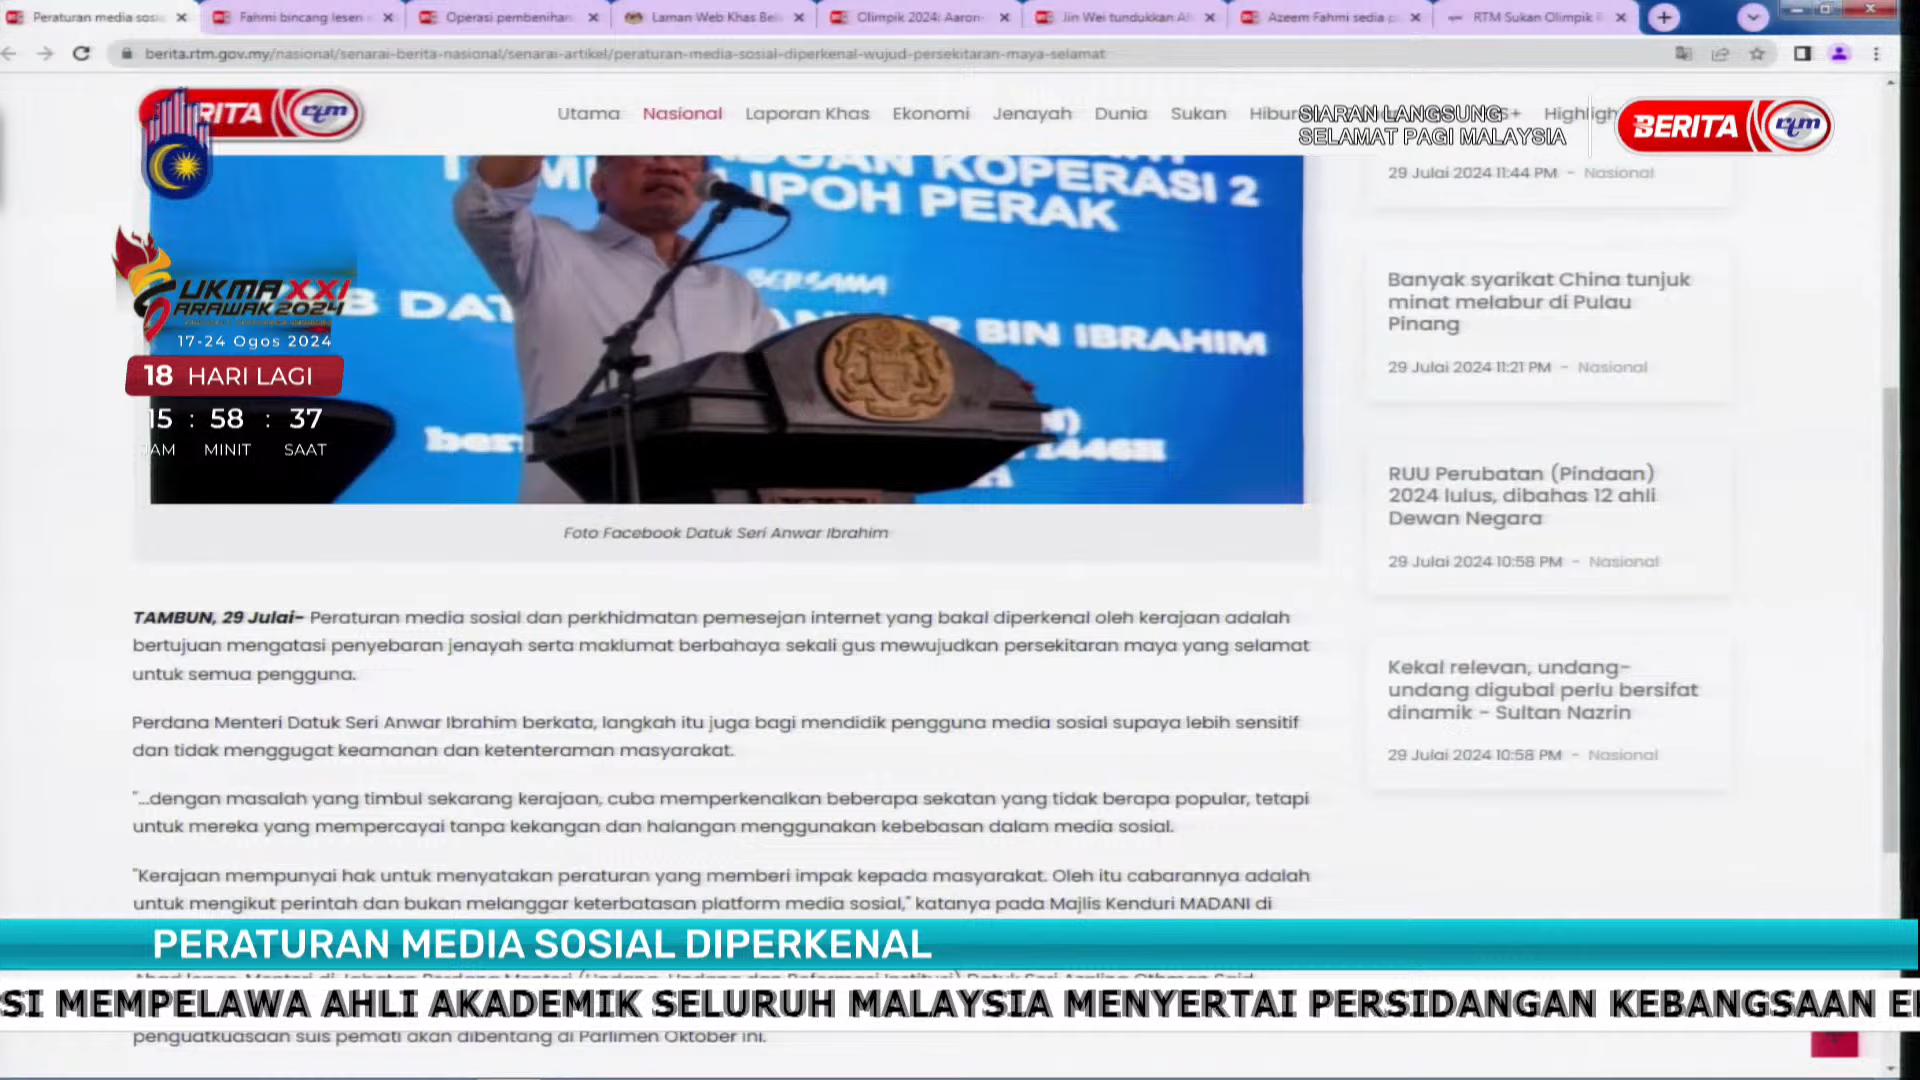 Peraturan media sosi
Fahmi bincang lesen
Operasi pembenihan
Laman Web Khas Bel
Olimpik 2024: Aaron-
Jin Wei tundukkan
Azeem Fahmi sedia
RTM Sukan Olimpik
berita.rtm.gov.my/nasional/senarai-berita-nasional/senarai-artikel/peraturan-media-sosial-diperkenal-wujud-persekitaran-maya-selamat
RITA rtm
Utama Nasional Laporan Khas Ekonomi Jenayah Dunia Sukan Hibur S+ Highligh
SIARAN LANGSUNG
SELAMAT PAGI MALAYSIA
BERITA rtm
ADUAN KOPERASI 2
IPOH PERAK
BERSAMA
B DAT
BIN IBRAHIM
1446H
SUKMA XXI
SARAWAK 2024
17-24 Ogos 2024
18 HARI LAGI
15 : 58 : 37
JAM MINIT SAAT
Foto Facebook Datuk Seri Anwar Ibrahim
TAMBUN, 29 Julai- Peraturan media sosial dan perkhidmatan pemesejan internet yang bakal diperkenal oleh kerajaan adalah
bertujuan mengatasi penyebaran jenayah serta maklumat berbahaya sekali gus mewujudkan persekitaran maya yang selamat
untuk semua pengguna.
Perdana Menteri Datuk Seri Anwar Ibrahim berkata, langkah itu juga bagi mendidik pengguna media sosial supaya lebih sensitif
dan tidak menggugat keamanan dan ketenteraman masyarakat.
"...dengan masalah yang timbul sekarang kerajaan, cuba memperkenalkan beberapa sekatan yang tidak berapa popular, tetapi
untuk mereka yang mempercayai tanpa kekangan dan halangan menggunakan kebebasan dalam media sosial.
"Kerajaan mempunyai hak untuk menyatakan peraturan yang memberi impak kepada masyarakat. Oleh itu cabarannya adalah
untuk mengikut perintah dan bukan melanggar keterbatasan platform media sosial," katanya pada Majlis Kenduri MADANI di
29 Julai 2024 11:44 PM - Nasional
Banyak syarikat China tunjuk
minat melabur di Pulau
Pinang
29 Julai 2024 11:21 PM - Nasional
RUU Perubatan (Pindaan)
2024 lulus, dibahas 12 ahli
Dewan Negara
29 Julai 2024 10:58 PM - Nasional
Kekal relevan, undang-
undang digubal perlu bersifat
dinamik - Sultan Nazrin
29 Julai 2024 10:58 PM - Nasional
PERATURAN MEDIA SOSIAL DIPERKENAL
SI MEMPELAWA AHLI AKADEMIK SELURUH MALAYSIA MENYERTAI PERSIDANGAN KEBANGSAAN
penguatkuasaan suis pemati akan dibentang di Parlimen Oktober ini.